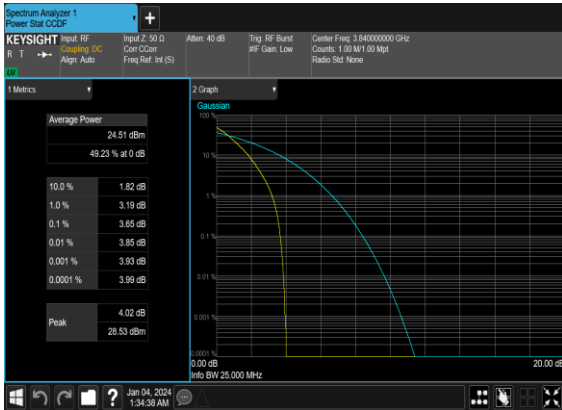 Spectrum Analyzer 1
Power Stat CCDF
KEYSIGHT
R T
Input: RF
Coupling: DC
Align: Auto
Input Z: 50 Ω
Corr CCorr
Freq Ref: Int (S)
Atten: 40 dB
Trig: RF Burst
#IF Gain: Low
Center Freq: 3.840000000 GHz
Counts: 1.00 M/1.00 Mpt
Radio Std: None
1 Metrics
Average Power
24.51 dBm
49.23 % at 0 dB
10.0 % 1.82 dB
1.0 % 3.19 dB
0.1 % 3.65 dB
0.01 % 3.85 dB
0.001 % 3.93 dB
0.0001 % 3.99 dB
Peak
4.02 dB
28.53 dBm
2 Graph
Gaussian
100 %
10 %
1 %
0.1 %
0.01 %
0.001 %
0.0001 %
0.00 dB
20.00 dB
Info BW 25.000 MHz
?
Jan 04, 2024
1:34:38 AM